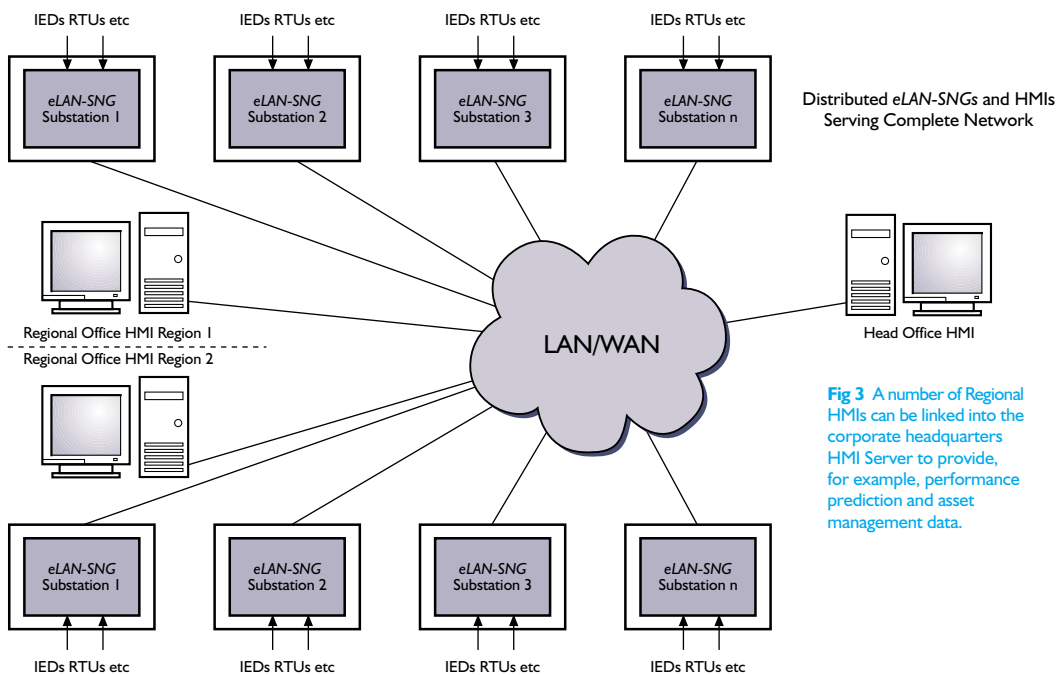 IEDs RTUs etc
IEDs RTUs etc
IEDs RTUs etc
IEDs RTUs etc
eLAN-SNG
Substation 1
eLAN-SNG
Substation 2
eLAN-SNG
Substation 3
eLAN-SNG
Substation n
Distributed eLAN-SNGs and HMIs
Serving Complete Network
Regional Office HMI Region 1
Regional Office HMI Region 2
LAN/WAN
Head Office HMI
Fig 3 A number of Regional
HMIs can be linked into the
corporate headquarters
HMI Server to provide,
for example, performance
prediction and asset
management data.
eLAN-SNG
Substation 1
eLAN-SNG
Substation 2
eLAN-SNG
Substation 3
eLAN-SNG
Substation n
IEDs RTUs etc
IEDs RTUs etc
IEDs RTUs etc
IEDs RTUs etc